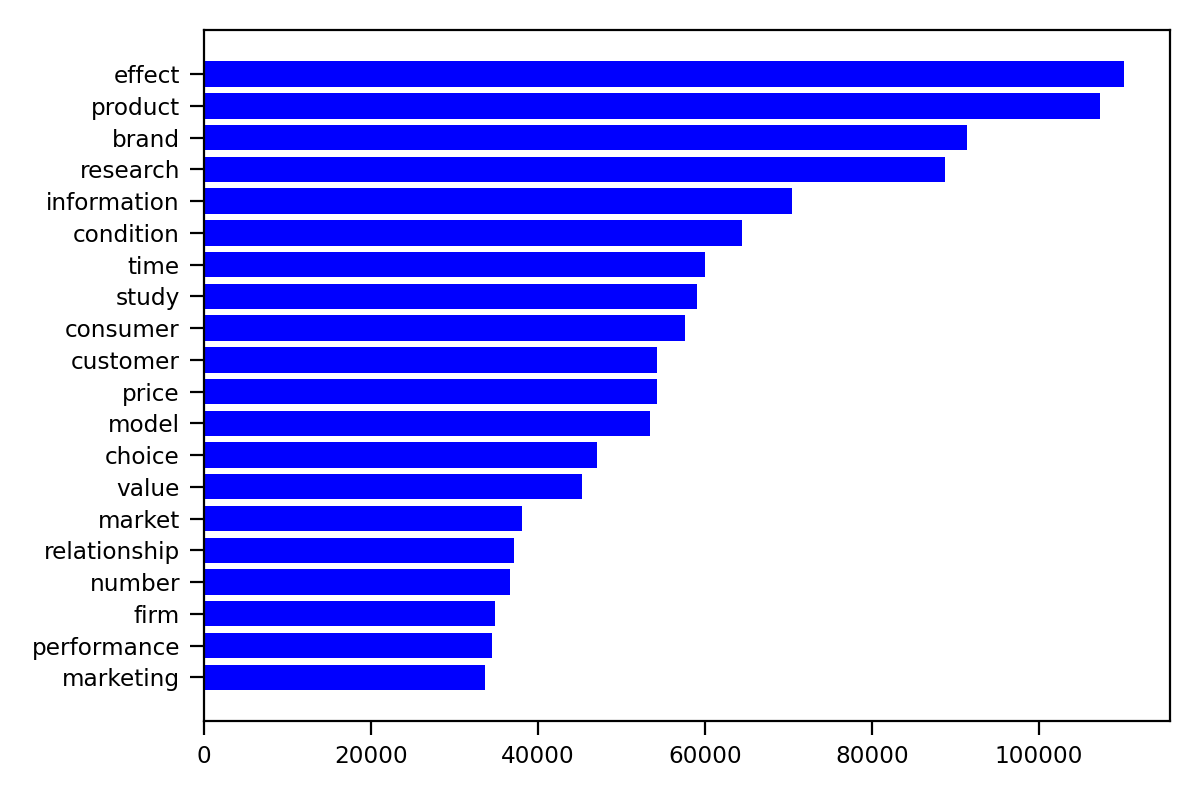 effect
product
brand
research
information
condition
time
study
consumer
customer
price
model
choice
value
market
relationship
number
firm
performance
marketing
0 20000 40000 60000 80000 100000